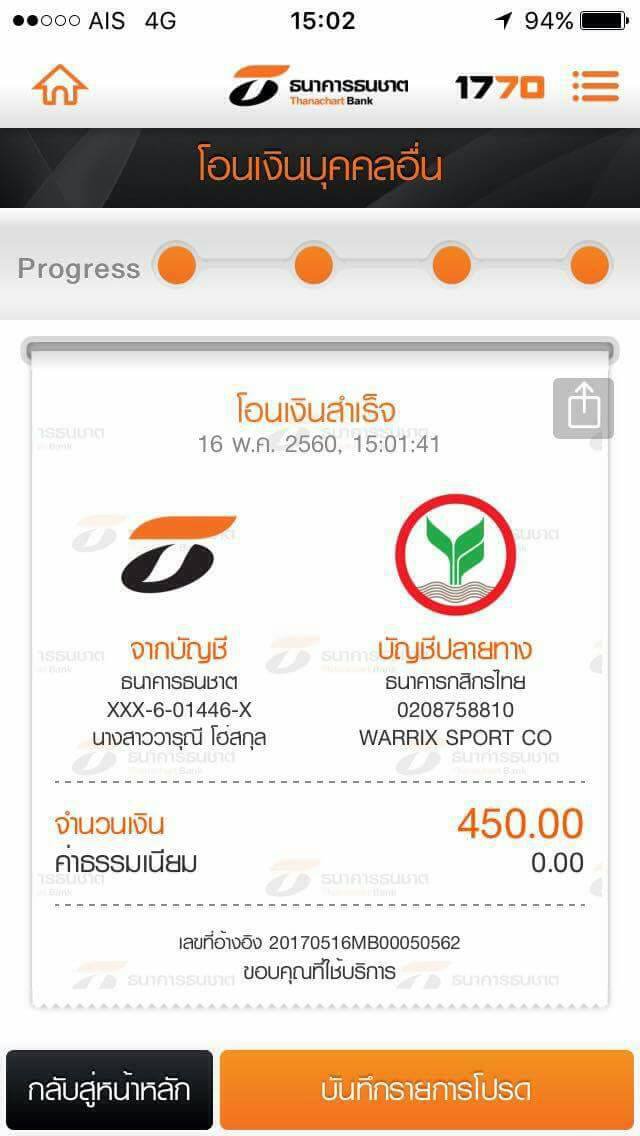 AIS 4G 15:02 94%
ธนาคารธนชาต
Thanachart Bank
1770
โอนเงินบุคคลอื่น
Progress
โอนเงินสำเร็จ
16 พ.ค. 2560, 15:01:41
จากบัญชี
ธนาคารธนชาต
XXX-6-01446-X
นางสาววารุณี โอ่สกุล
บัญชีปลายทาง
ธนาคารกสิกรไทย
0208758810
WARRIX SPORT CO
จำนวนเงิน 450.00
ค่าธรรมเนียม 0.00
เลขที่อ้างอิง 20170516MB00050562
ขอบคุณที่ใช้บริการ
กลับสู่หน้าหลัก
บันทึกรายการโปรด